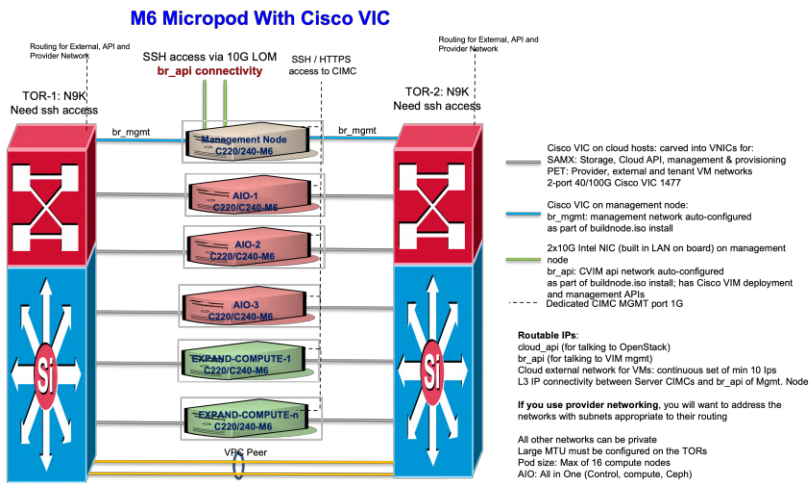 M6 Micropod With Cisco VIC
Routing for External, API and
Provider Network
SSH access via 10G LOM
br_api connectivity
SSH / HTTPS
access to CIMC
Routing for External, API and
Provider Network
TOR-1: N9K
Need ssh access
TOR-2: N9K
Need ssh access
br_mgmt
br_mgmt
Management Node
C220/240-M6
AIO-1
C220/C240-M6
AIO-2
C220/C240-M6
AIO-3
C220/C240-M6
EXPAND-COMPUTE-1
C220/C240-M6
EXPAND-COMPUTE-n
C220/240-M6
Si
Si
VPC Peer
Cisco VIC on cloud hosts: carved into VNICs for:
SAMX: Storage, Cloud API, management & provisioning
PET: Provider, external and tenant VM networks
2-port 40/100G Cisco VIC 1477
Cisco VIC on management node:
br_mgmt: management network auto-configured
as part of buildnode.iso install
2x10G Intel NIC (built in LAN on board) on management
node
br_api: CVIM api network auto-configured
as part of buildnode.iso install; has Cisco VIM deployment
and management APIs
Dedicated CIMC MGMT port 1G
Routable IPs:
cloud_api (for talking to OpenStack)
br_api (for talking to VIM mgmt)
Cloud external network for VMs: continuous set of min 10 Ips
L3 IP connectivity between Server CIMCs and br_api of Mgmt. Node
If you use provider networking, you will want to address the
networks with subnets appropriate to their routing
All other networks can be private
Large MTU must be configured on the TORs
Pod size: Max of 16 compute nodes
AIO: All in One (Control, compute, Ceph)